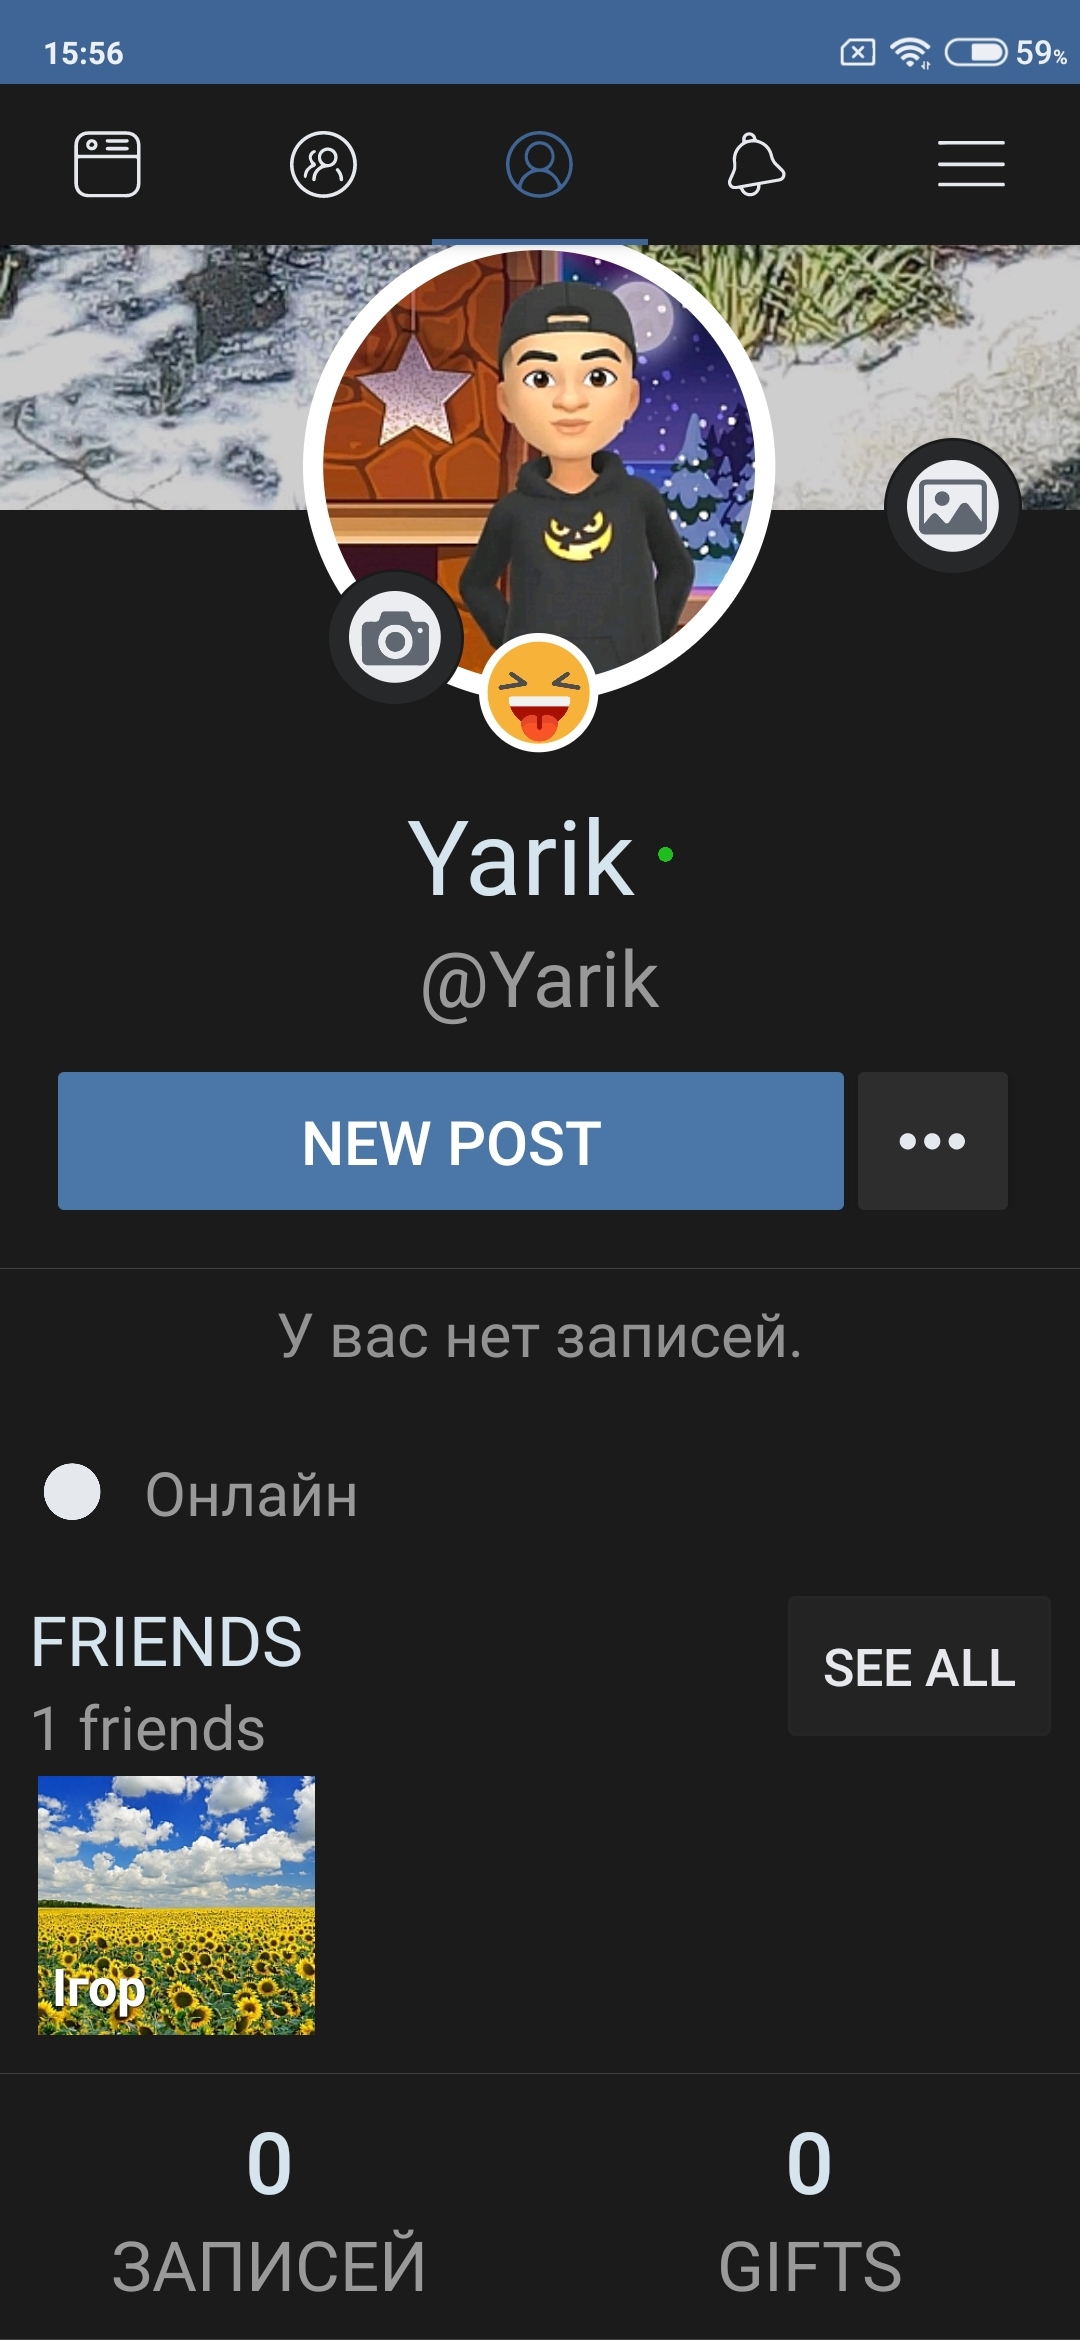 15:56
59%
Yarik
@Yarik
NEW POST
У вас нет записей.
Онлайн
FRIENDS
SEE ALL
1 friends
Ігор
0
0
ЗАПИСЕЙ
GIFTS